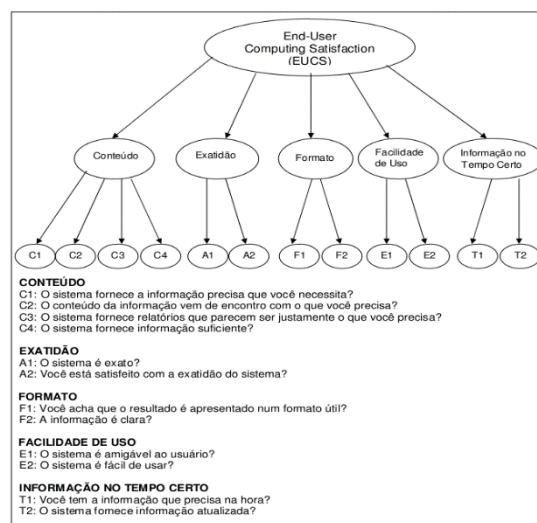 End-User
Computing Satisfaction
(EUCS)
Conteúdo
Exatidão
Formato
Facilidade
de Uso
Informação no
Tempo Certo
C1
C2
C3
C4
A1
A2
F1
F2
E1
E2
T1
T2
CONTEÚDO
C1: O sistema fornece a informação precisa que você necessita?
C2: O conteúdo da informação vem de encontro com o que você precisa?
C3: O sistema fornece relatórios que parecem ser justamente o que você precisa?
C4: O sistema fornece informação suficiente?
EXATIDÃO
A1: O sistema é exato?
A2: Você está satisfeito com a exatidão do sistema?
FORMATO
F1: Você acha que o resultado é apresentado num formato útil?
F2: A informação é clara?
FACILIDADE DE USO
E1: O sistema é amigável ao usuário?
E2: O sistema é fácil de usar?
INFORMAÇÃO NO TEMPO CERTO
T1: Você tem a informação que precisa na hora?
T2: O sistema fornece informação atualizada?